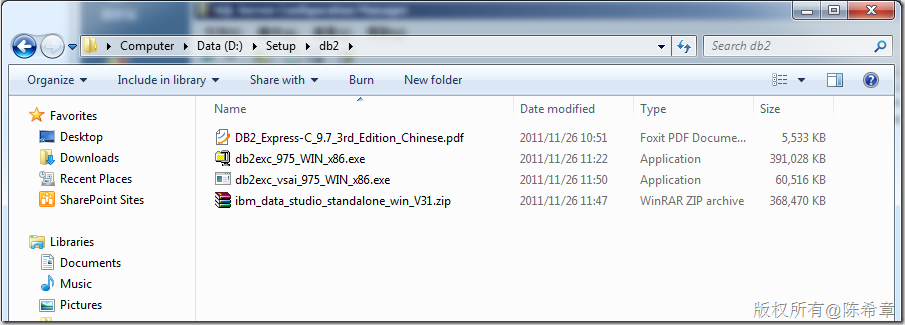 Computer Data (D:) Setup db2 Search db2
Organize Include in library Share with Burn New folder
Favorites
Desktop
Downloads
Recent Places
SharePoint Sites
Libraries
Documents
Music
Pictures
Name Date modified Type Size
DB2_Express-C_9.7_3rd_Edition_Chinese.pdf 2011/11/26 10:51 Foxit PDF Docume... 5,533 KB
db2exc_975_WIN_x86.exe 2011/11/26 11:22 Application 391,028 KB
db2exc_vsai_975_WIN_x86.exe 2011/11/26 11:50 Application 60,516 KB
ibm_data_studio_standalone_win_V31.zip 2011/11/26 11:47 WinRAR ZIP archive 368,470 KB
版权所有@陈希章